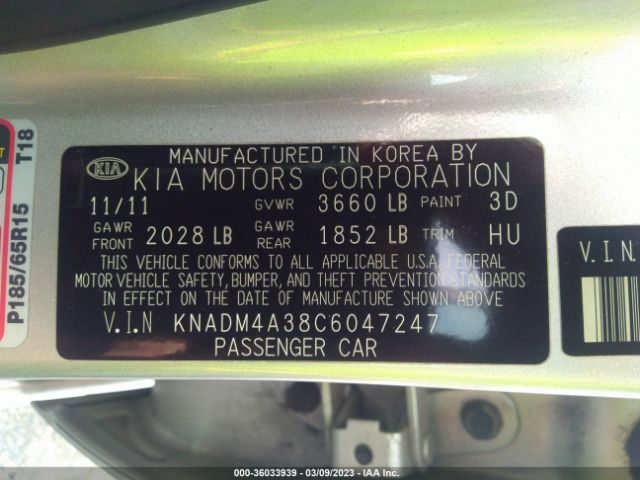 KIA
MANUFACTURED IN KOREA BY
KIA MOTORS CORPORATION
11/11 GVWR 3660 LB PAINT 3D
GAWR FRONT 2028 LB GAWR REAR 1852 LB TRIM HU
THIS VEHICLE CONFORMS TO ALL APPLICABLE U.S.A. FEDERAL
MOTOR VEHICLE SAFETY, BUMPER, AND THEFT PREVENTION STANDARDS
IN EFFECT ON THE DATE OF MANUFACTURE SHOWN ABOVE
V.I.N KNADM4A38C6047247
PASSENGER CAR
P185/65R15 T18
V.I.N.
000-36033939 / 03/09/2023 / IAA Inc.